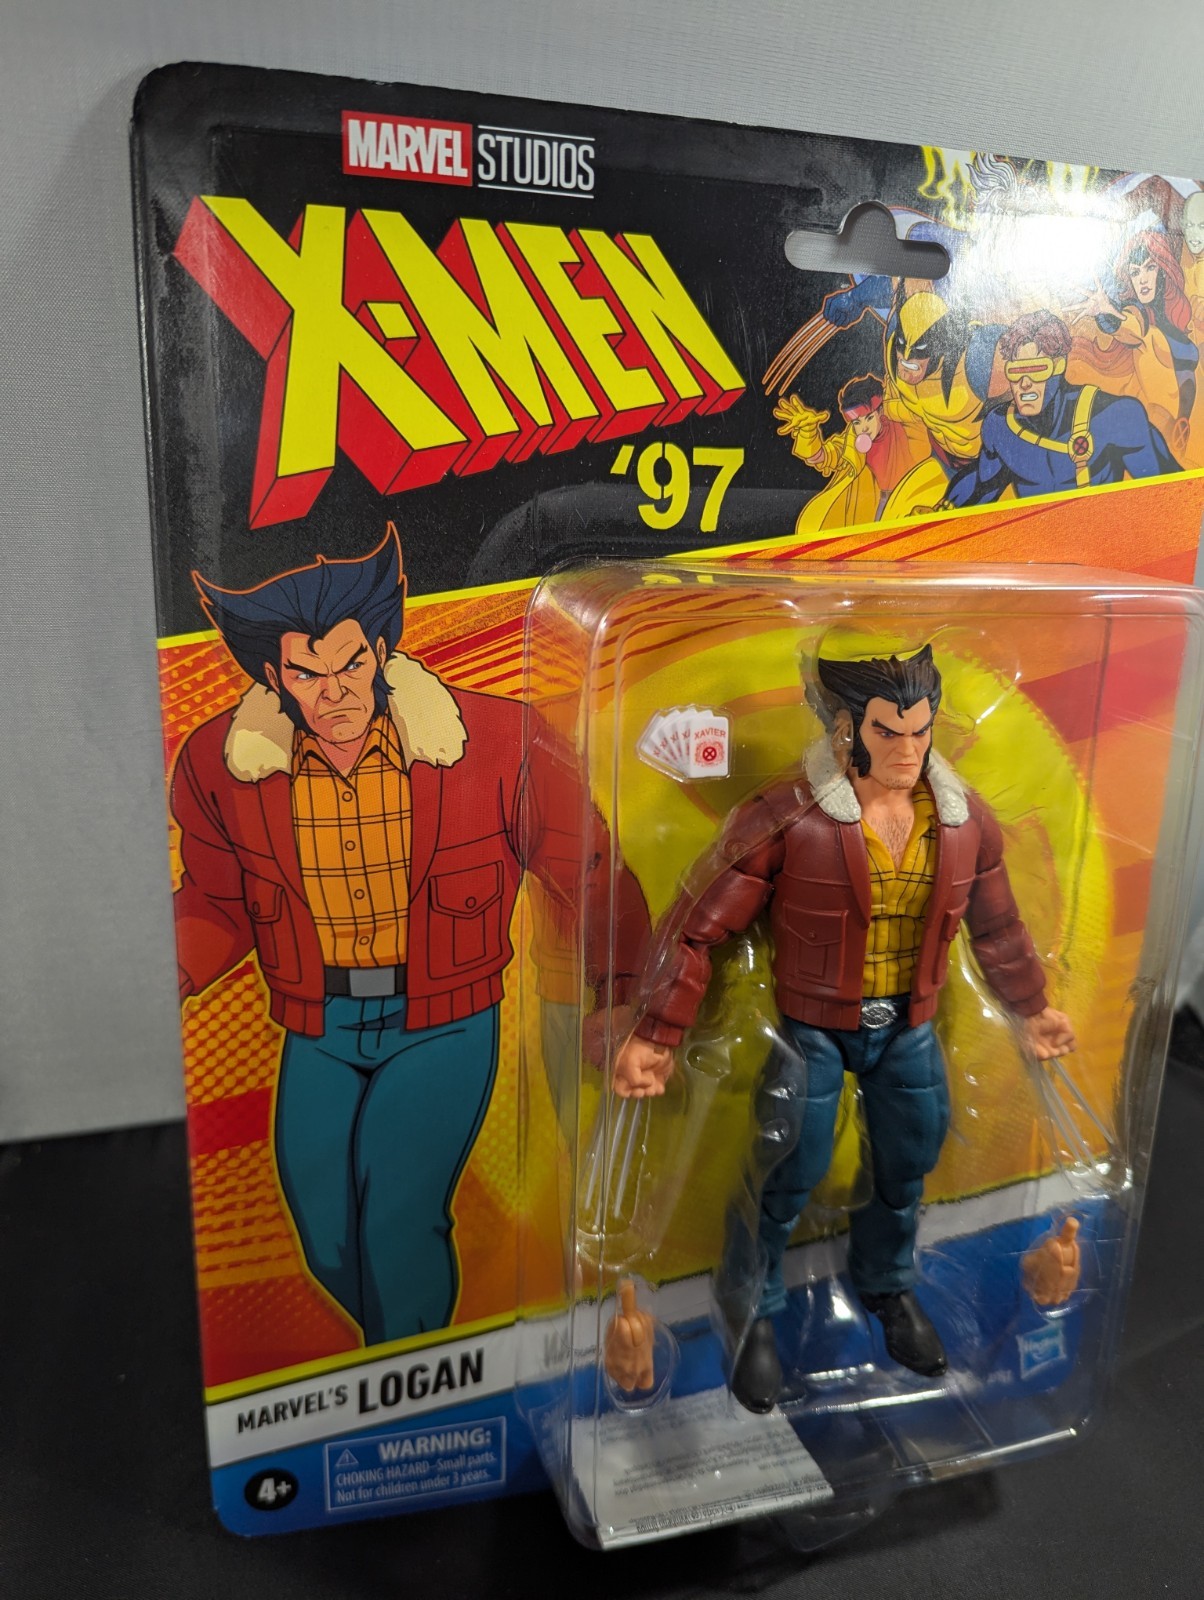 MARVEL STUDIOS
X-MEN
'97
XAVIER
MARVEL'S LOGAN
WARNING:
CHOKING HAZARD–Small parts.
Not for children under 3 years.
4+
Hasbro